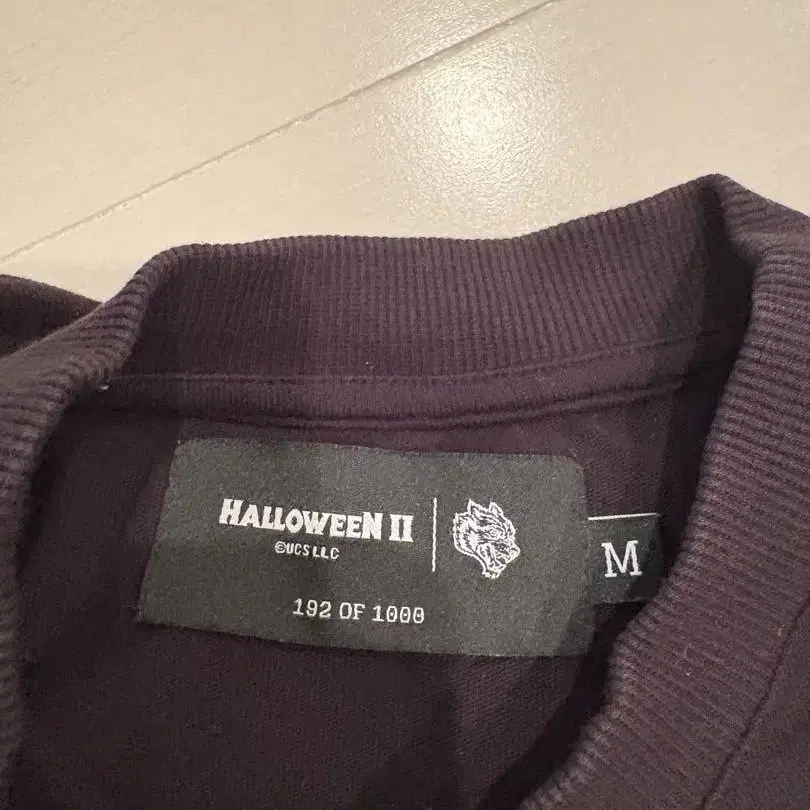 HALLOWEEN II
©UCS LLC
192 OF 1000
M